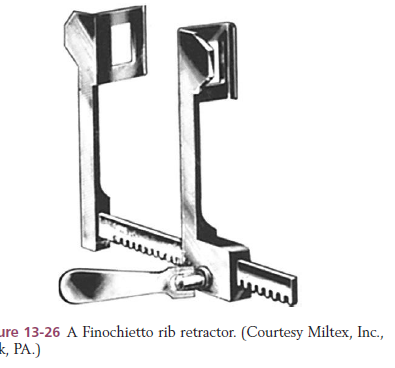 ure 13-26 A Finochietto rib retractor. (Courtesy Miltex, Inc.,
k, PA.)